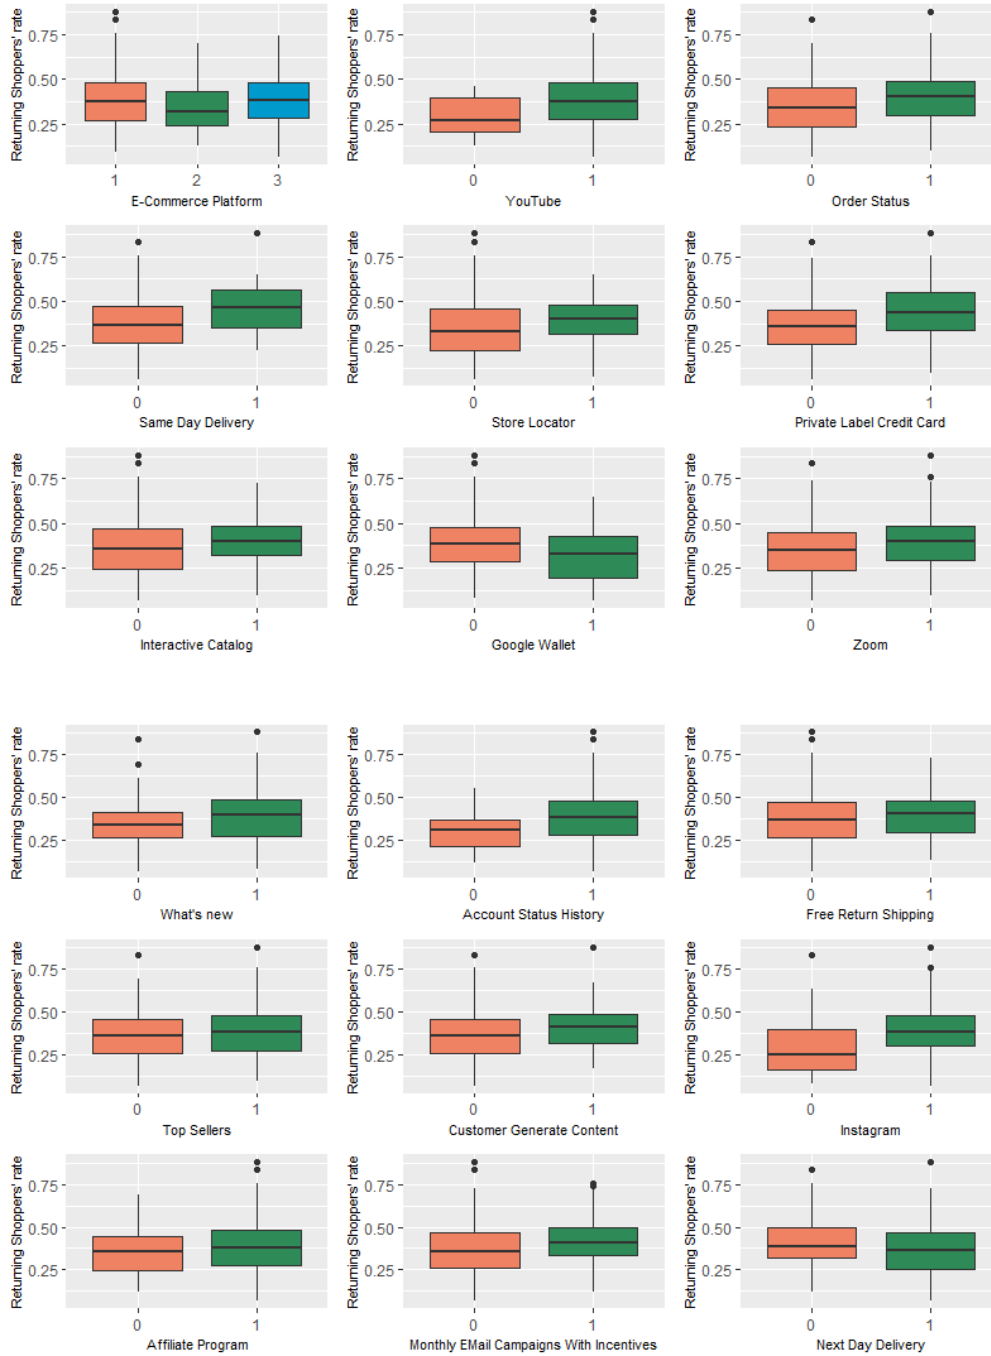 Returning Shoppers' rate
0.75
0.50
0.25
1 2 3
E-Commerce Platform
Returning Shoppers' rate
0.75
0.50
0.25
0 1
YouTube
Returning Shoppers' rate
0.75
0.50
0.25
0 1
Order Status
Returning Shoppers' rate
0.75
0.50
0.25
0 1
Same Day Delivery
Returning Shoppers' rate
0.75
0.50
0.25
0 1
Store Locator
Returning Shoppers' rate
0.75
0.50
0.25
0 1
Private Label Credit Card
Returning Shoppers' rate
0.75
0.50
0.25
0 1
Interactive Catalog
Returning Shoppers' rate
0.75
0.50
0.25
0 1
Google Wallet
Returning Shoppers' rate
0.75
0.50
0.25
0 1
Zoom
Returning Shoppers' rate
0.75
0.50
0.25
0 1
What's new
Returning Shoppers' rate
0.75
0.50
0.25
0 1
Account Status History
Returning Shoppers' rate
0.75
0.50
0.25
0 1
Free Return Shipping
Returning Shoppers' rate
0.75
0.50
0.25
0 1
Top Sellers
Returning Shoppers' rate
0.75
0.50
0.25
0 1
Customer Generate Content
Returning Shoppers' rate
0.75
0.50
0.25
0 1
Instagram
Returning Shoppers' rate
0.75
0.50
0.25
0 1
Affiliate Program
Returning Shoppers' rate
0.75
0.50
0.25
0 1
Monthly EMail Campaigns With Incentives
Returning Shoppers' rate
0.75
0.50
0.25
0 1
Next Day Delivery